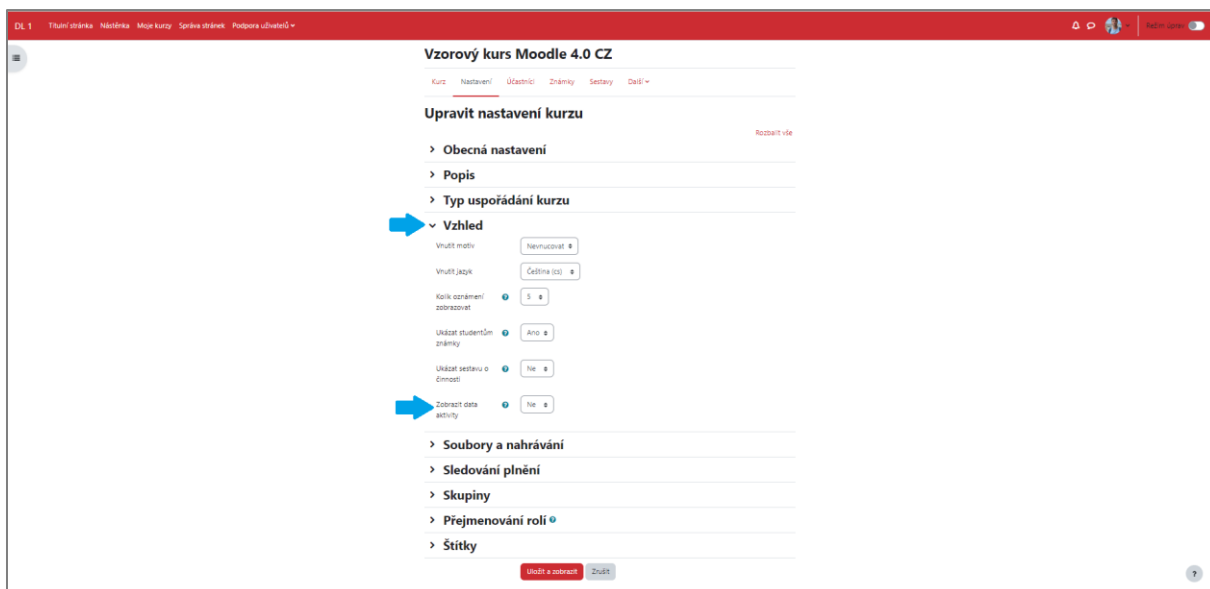 DL 1 Titulní stránka Nástěnka Moje kurzy Správa stránek Podpora uživatelů Režim úprav
Vzorový kurs Moodle 4.0 CZ
Kurz Nastavení Účastníci Známky Sestavy Další
Upravit nastavení kurzu
Rozbalit vše
Obecná nastavení
Popis
Typ uspořádání kurzu
Vzhled
Vnutit motiv Nevnucovat
Vnutit jazyk Čeština (cs)
Kolik oznámení ? 5
zobrazovat
Ukázat studentům ? Ano
známky
Ukázat sestavu o ? Ne
činnosti
Zobrazit data ? Ne
aktivity
Soubory a nahrávání
Sledování plnění
Skupiny
Přejmenování rolí ?
Štítky
Uložit a zobrazit Zrušit
?